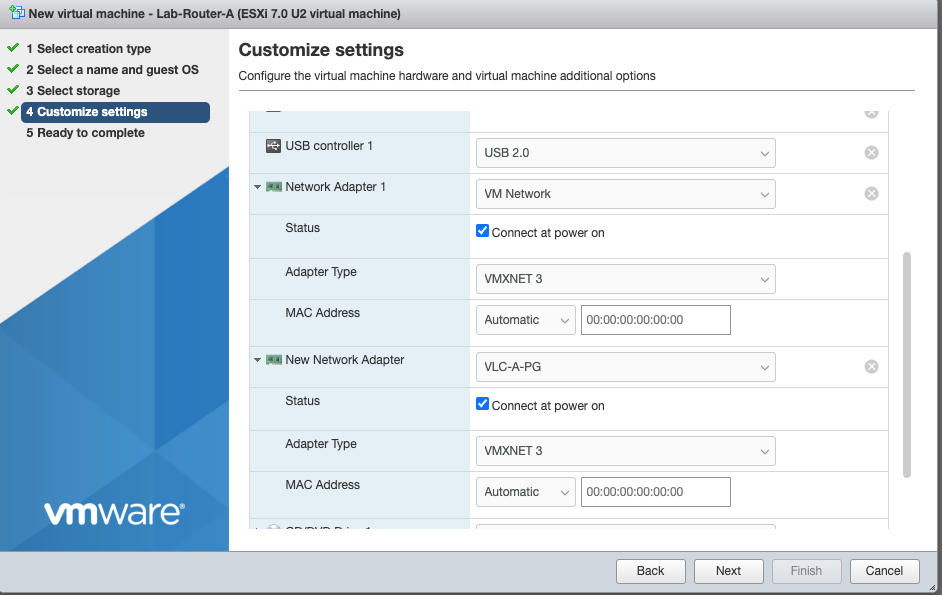 New virtual machine - Lab-Router-A (ESXi 7.0 U2 virtual machine)
1 Select creation type
2 Select a name and guest OS
3 Select storage
4 Customize settings
5 Ready to complete
vmware®
Customize settings
Configure the virtual machine hardware and virtual machine additional options
USB controller 1 USB 2.0
Network Adapter 1 VM Network
Status Connect at power on
Adapter Type VMXNET 3
MAC Address Automatic 00:00:00:00:00:00
New Network Adapter VLC-A-PG
Status Connect at power on
Adapter Type VMXNET 3
MAC Address Automatic 00:00:00:00:00:00
Back Next Finish Cancel